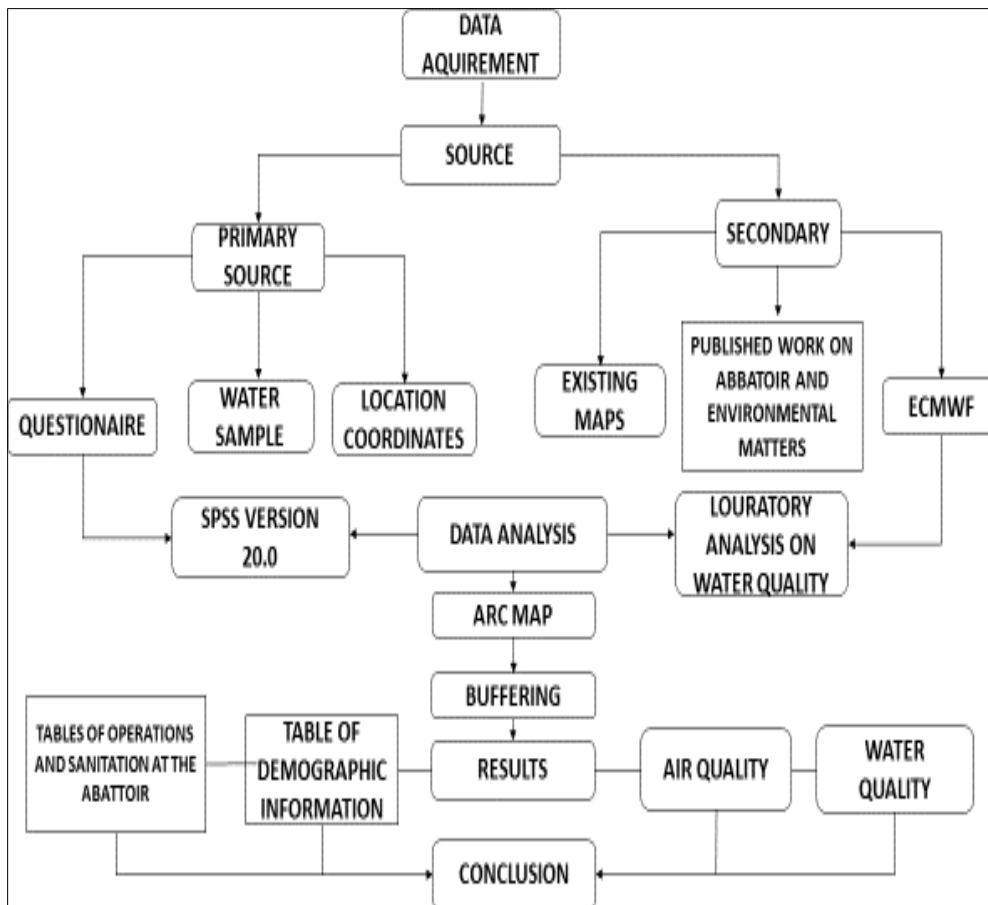 DATA
AQUIREMENT
SOURCE
PRIMARY
SOURCE
SECONDARY
QUESTIONAIRE
WATER
SAMPLE
LOCATION
COORDINATES
EXISTING
MAPS
PUBLISHED WORK ON
ABBATOIR AND
ENVIRONMENTAL
MATTERS
ECMWF
SPSS VERSION
20.0
DATA ANALYSIS
LOURATORY
ANALYSIS ON
WATER QUALITY
ARC MAP
BUFFERING
TABLES OF OPERATIONS
AND SANITATION AT THE
ABATTOIR
TABLE OF
DEMOGRAPHIC
INFORMATION
RESULTS
AIR QUALITY
WATER
QUALITY
CONCLUSION